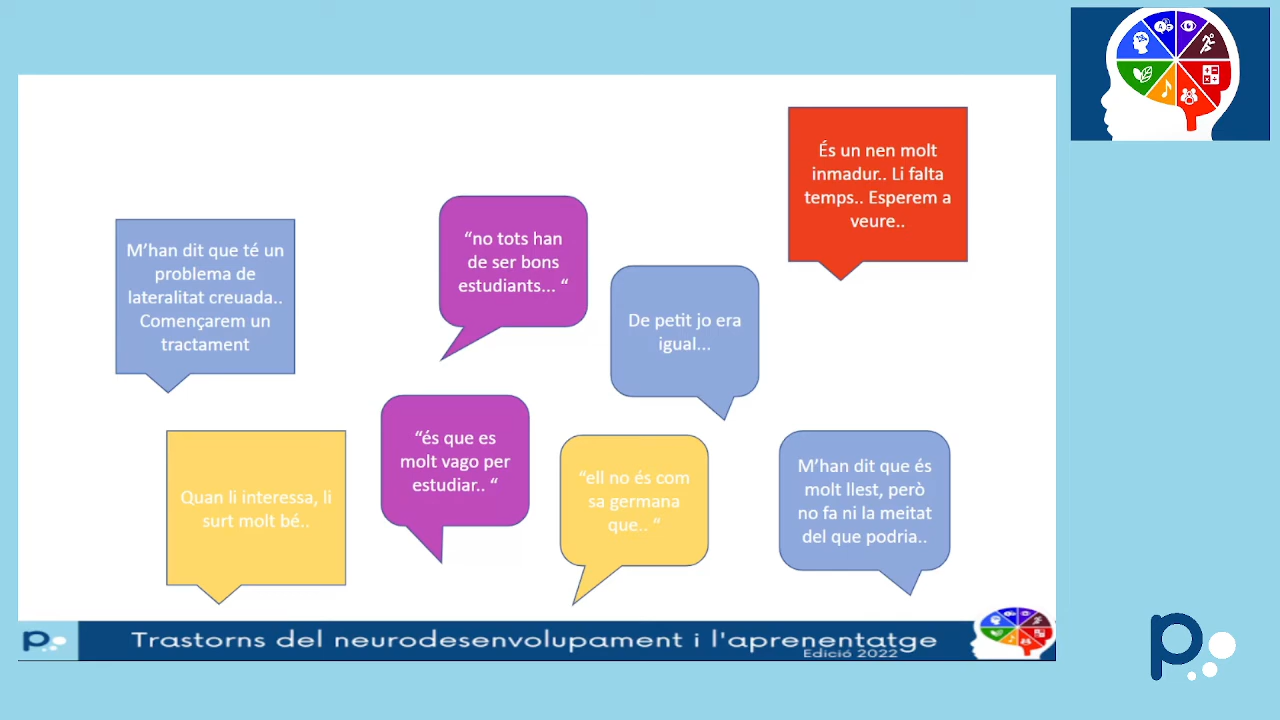 És un nen molt
inmadur.. Li falta
temps.. Esperem a
veure..
M’han dit que té un
problema de
lateralitat creuada..
Començarem un
tractament
“no tots han
de ser bons
estudiants... “
De petit jo era
igual...
Quan li interessa, li
surt molt bé..
“és que es
molt vago per
estudiar.. “
“ell no és com
sa germana
que.. “
M’han dit que és
molt llest, però
no fa ni la meitat
del que podria..
p
Trastorns del neurodesenvolupament i l'aprenentatge
Edició 2022
p